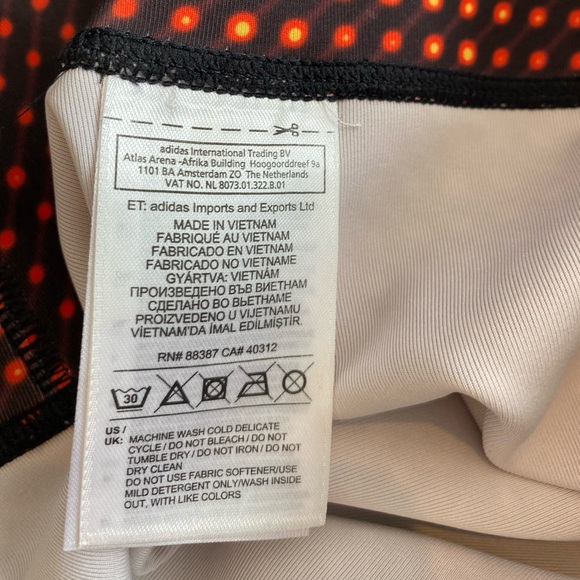 adidas International Trading BV
Atlas Arena -Afrika Building Hoogoorddreef 9a
1101 BA Amsterdam ZO The Netherlands
VAT NO. NL 8073.01.322.B.01
ET: adidas Imports and Exports Ltd
MADE IN VIETNAM
FABRIQUÉ AU VIETNAM
FABRICADO EN VIETNAM
FABRICADO NO VIETNAME
GYÁRTVA: VIETNÁM
ПРОИЗВЕДЕНО ВЪВ ВИЕТНАМ
СДЕЛАНО ВО ВЬЕТНАМЕ
PROIZVEDENO U VIJETNAMU
VİETNAM'DA İMAL EDİLMİŞTİR.
RN# 88387 CA# 40312
30
US / UK: MACHINE WASH COLD DELICATE
CYCLE / DO NOT BLEACH / DO NOT
TUMBLE DRY / DO NOT IRON / DO NOT
DRY CLEAN
DO NOT USE FABRIC SOFTENER/USE
MILD DETERGENT ONLY/WASH INSIDE
OUT, WITH LIKE COLORS